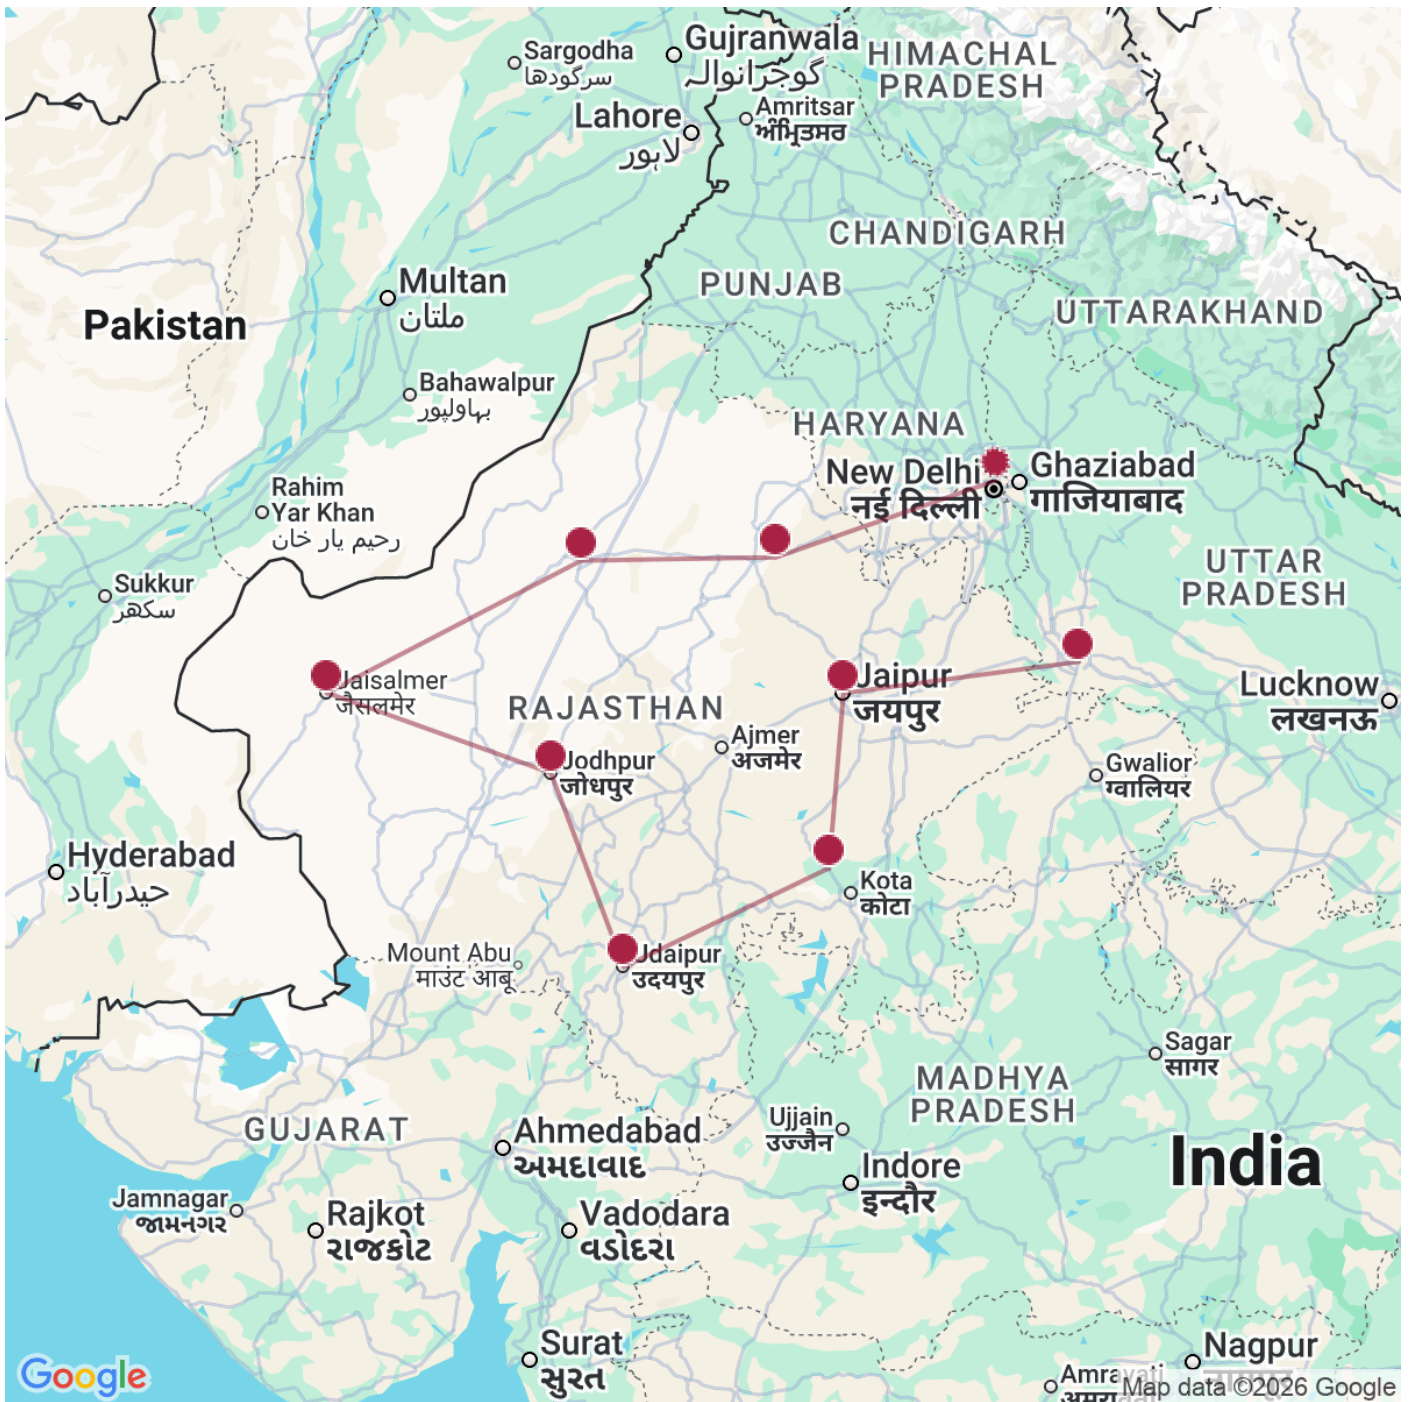 Sargodha
سرگودھا
Gujranwala
گوجرانوالہ
HIMACHAL
PRADESH
Lahore
لاہور
Amritsar
ਅੰਮ੍ਰਿਤਸਰ
CHANDIGARH
Multan
ملتان
PUNJAB
UTTARAKHAND
Pakistan
Bahawalpur
بہاولپور
HARYANA
New Delhi
नई दिल्ली
Ghaziabad
गाजियाबाद
Rahim
Yar Khan
رحیم یار خان
Sukkur
سکھر
UTTAR
PRADESH
Jaisalmer
जैसलमेर
RAJASTHAN
Jaipur
जयपुर
Lucknow
लखनऊ
Ajmer
अजमेर
Jodhpur
जोधपुर
Gwalior
ग्वालियर
Hyderabad
حیدرآباد
Kota
कोटा
Mount Abu
माउंट आबू
Udaipur
उदयपुर
Sagar
सागर
MADHYA
PRADESH
GUJARAT
Ahmedabad
અમદાવાદ
Ujjain
उज्जैन
Indore
इन्दौर
India
Jamnagar
જામનગર
Rajkot
રાજકોટ
Vadodara
વડોદરા
Surat
સુરત
Nagpur
Amravati
Google
Map data ©2026 Google